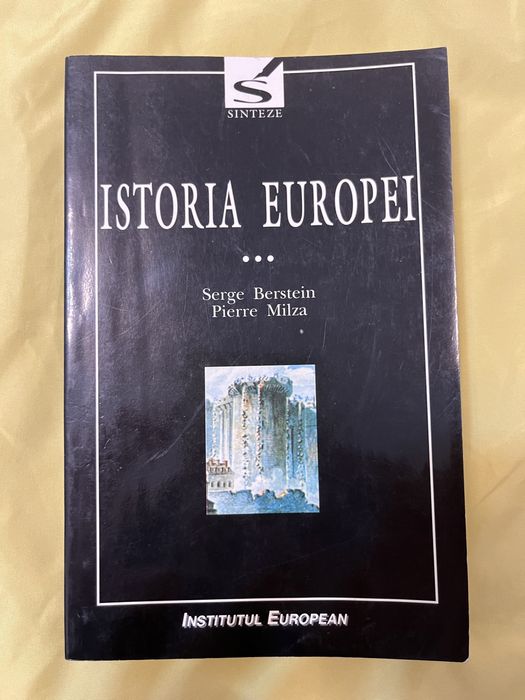 S
SINTEZE
ISTORIA EUROPEI
Serge Berstein
Pierre Milza
INSTITUTUL EUROPEAN